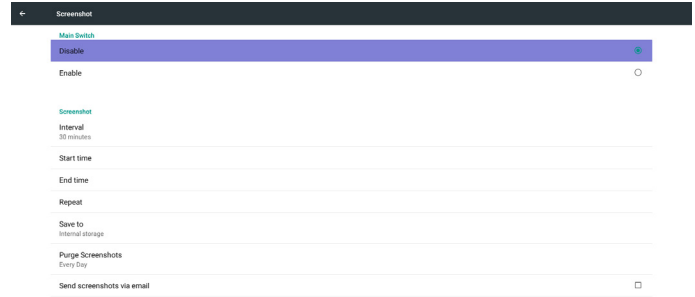 Screenshot
Main Switch
Disable
Enable
Screenshot
Interval
30 minutes
Start time
End time
Repeat
Save to
Internal storage
Purge Screenshots
Every Day
Send screenshots via email